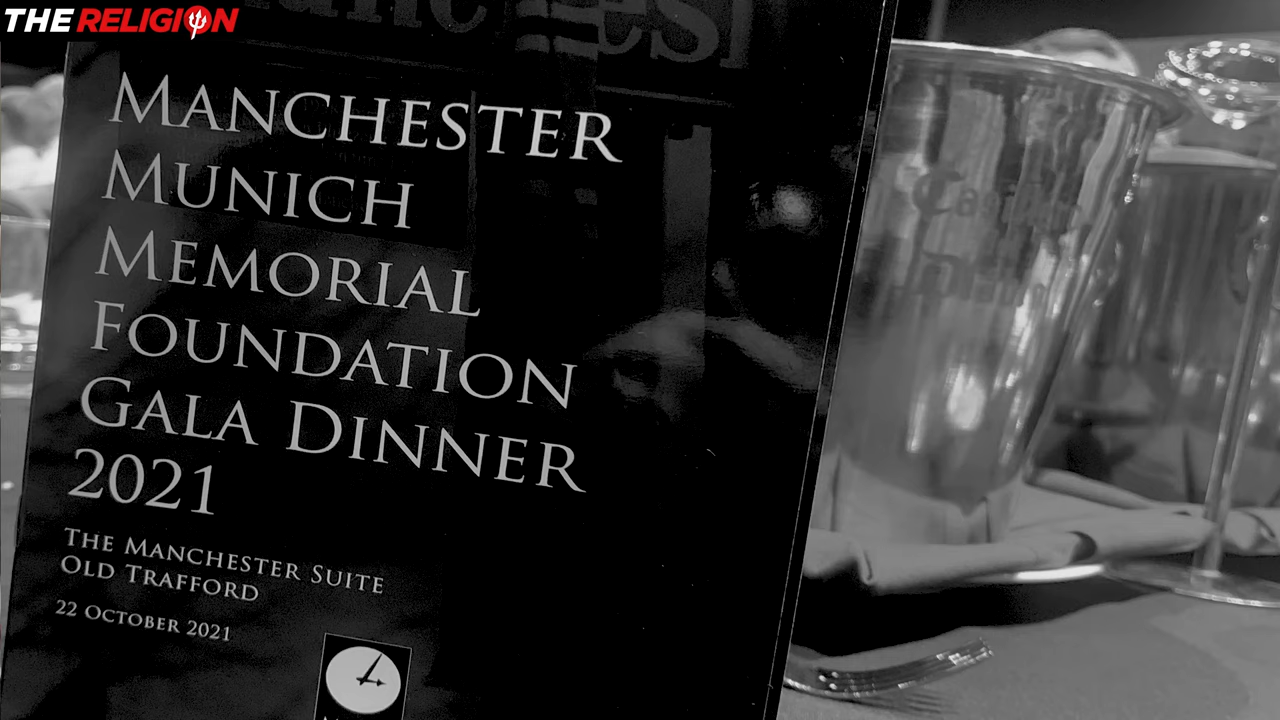 THE RELIGION
MANCHESTER
MUNICH
MEMORIAL
FOUNDATION
GALA DINNER
2021
THE MANCHESTER SUITE
OLD TRAFFORD
22 OCTOBER 2021